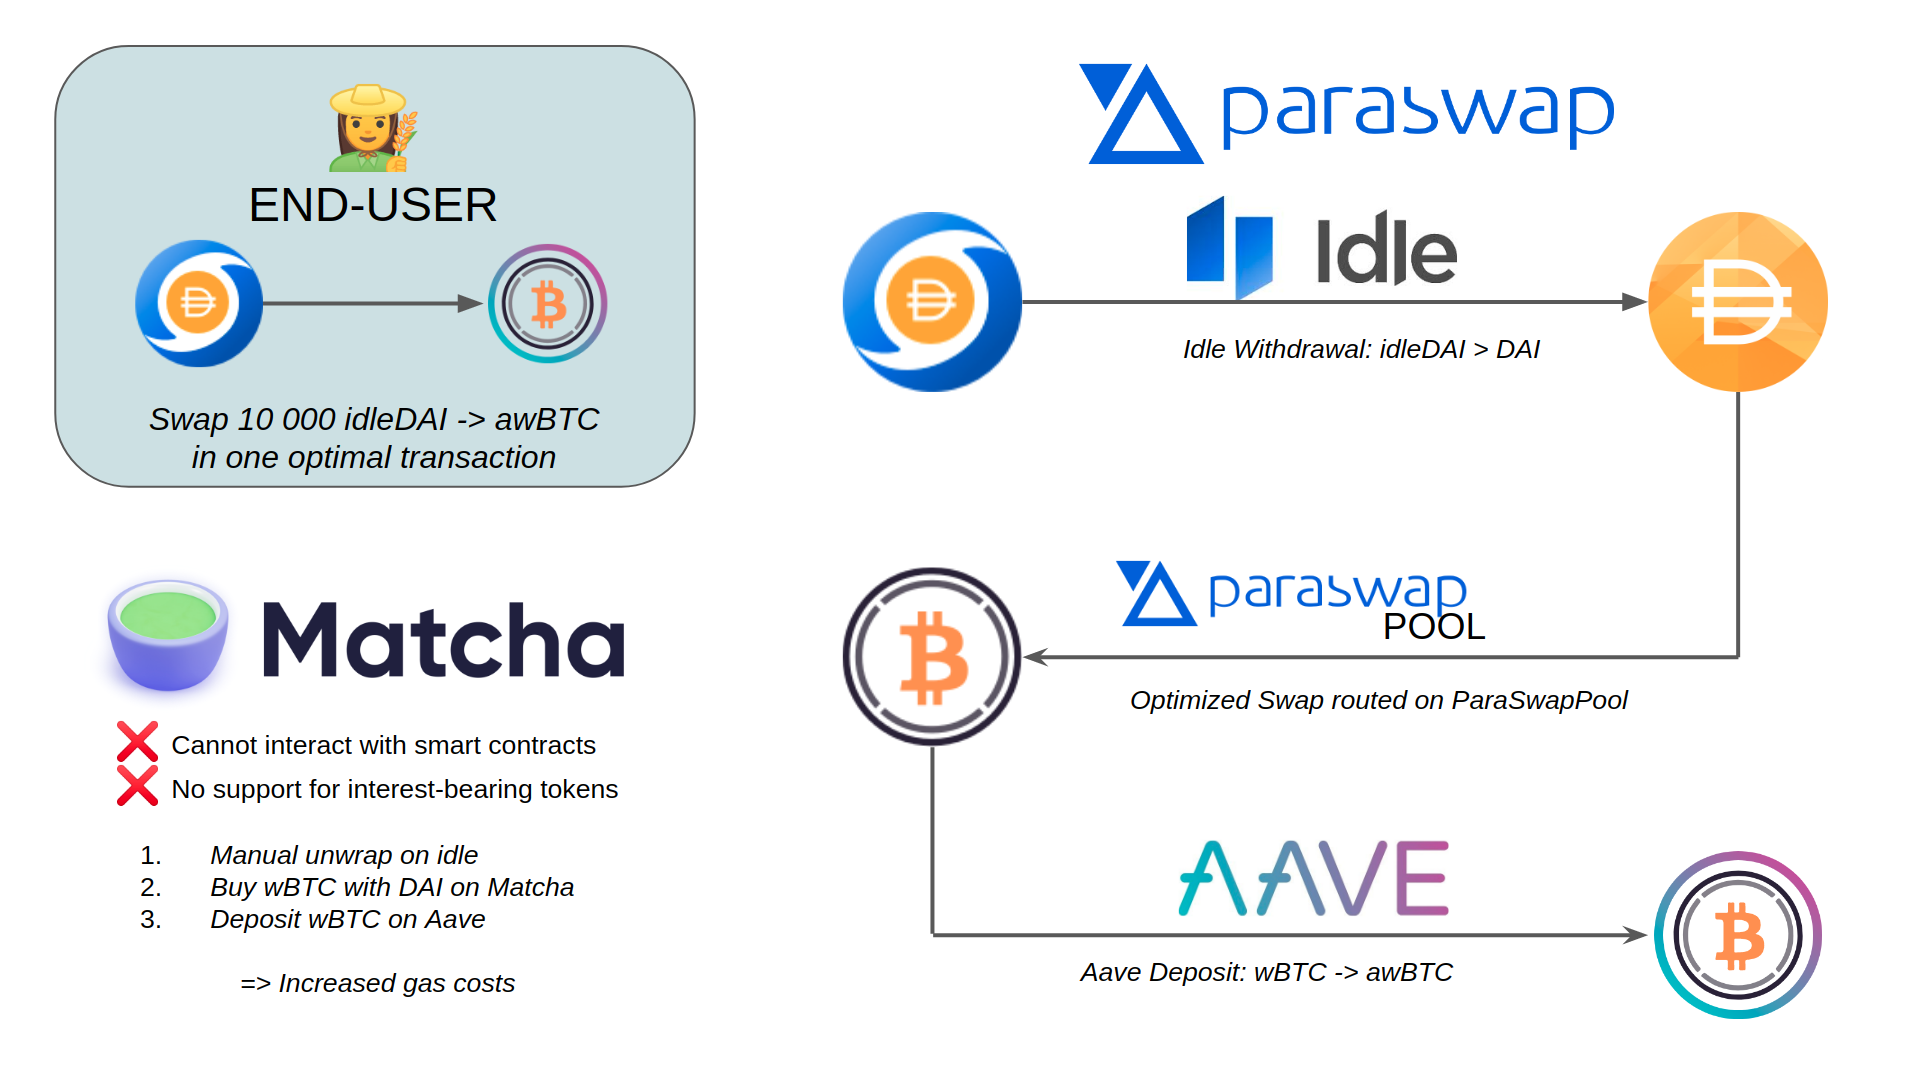 END-USER
Swap 10 000 idleDAI -> awBTC
in one optimal transaction
Matcha
Cannot interact with smart contracts
No support for interest-bearing tokens
1. Manual unwrap on idle
2. Buy wBTC with DAI on Matcha
3. Deposit wBTC on Aave
=> Increased gas costs
paraswap
Idle
Idle Withdrawal: idleDAI > DAI
paraswap
POOL
Optimized Swap routed on ParaSwapPool
AAVE
Aave Deposit: wBTC -> awBTC